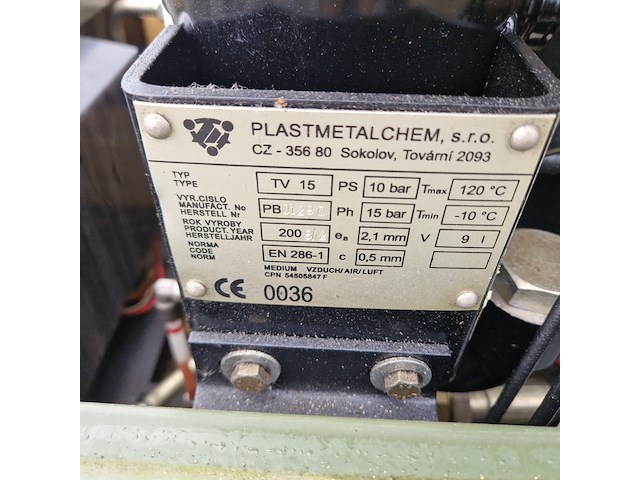 PLASTMETALCHEM, s.r.o.
CZ - 356 80 Sokolov, Tovární 2093
TYP
TYPE
TV 15
PS
10 bar
Tmax
120 °C
VYR.CISLO
MANUFACT. No
HERSTELL Nr
Ph
15 bar
Tmin
-10 °C
ROK VYROBY
PRODUCT. YEAR
HERSTELLJAHR
ea
2,1 mm
V
9 l
NORMA
CODE
NORM
EN 286-1
c
0,5 mm
MEDIUM VZDUCH/AIR/LUFT
CPN 54505847 F
CE 0036